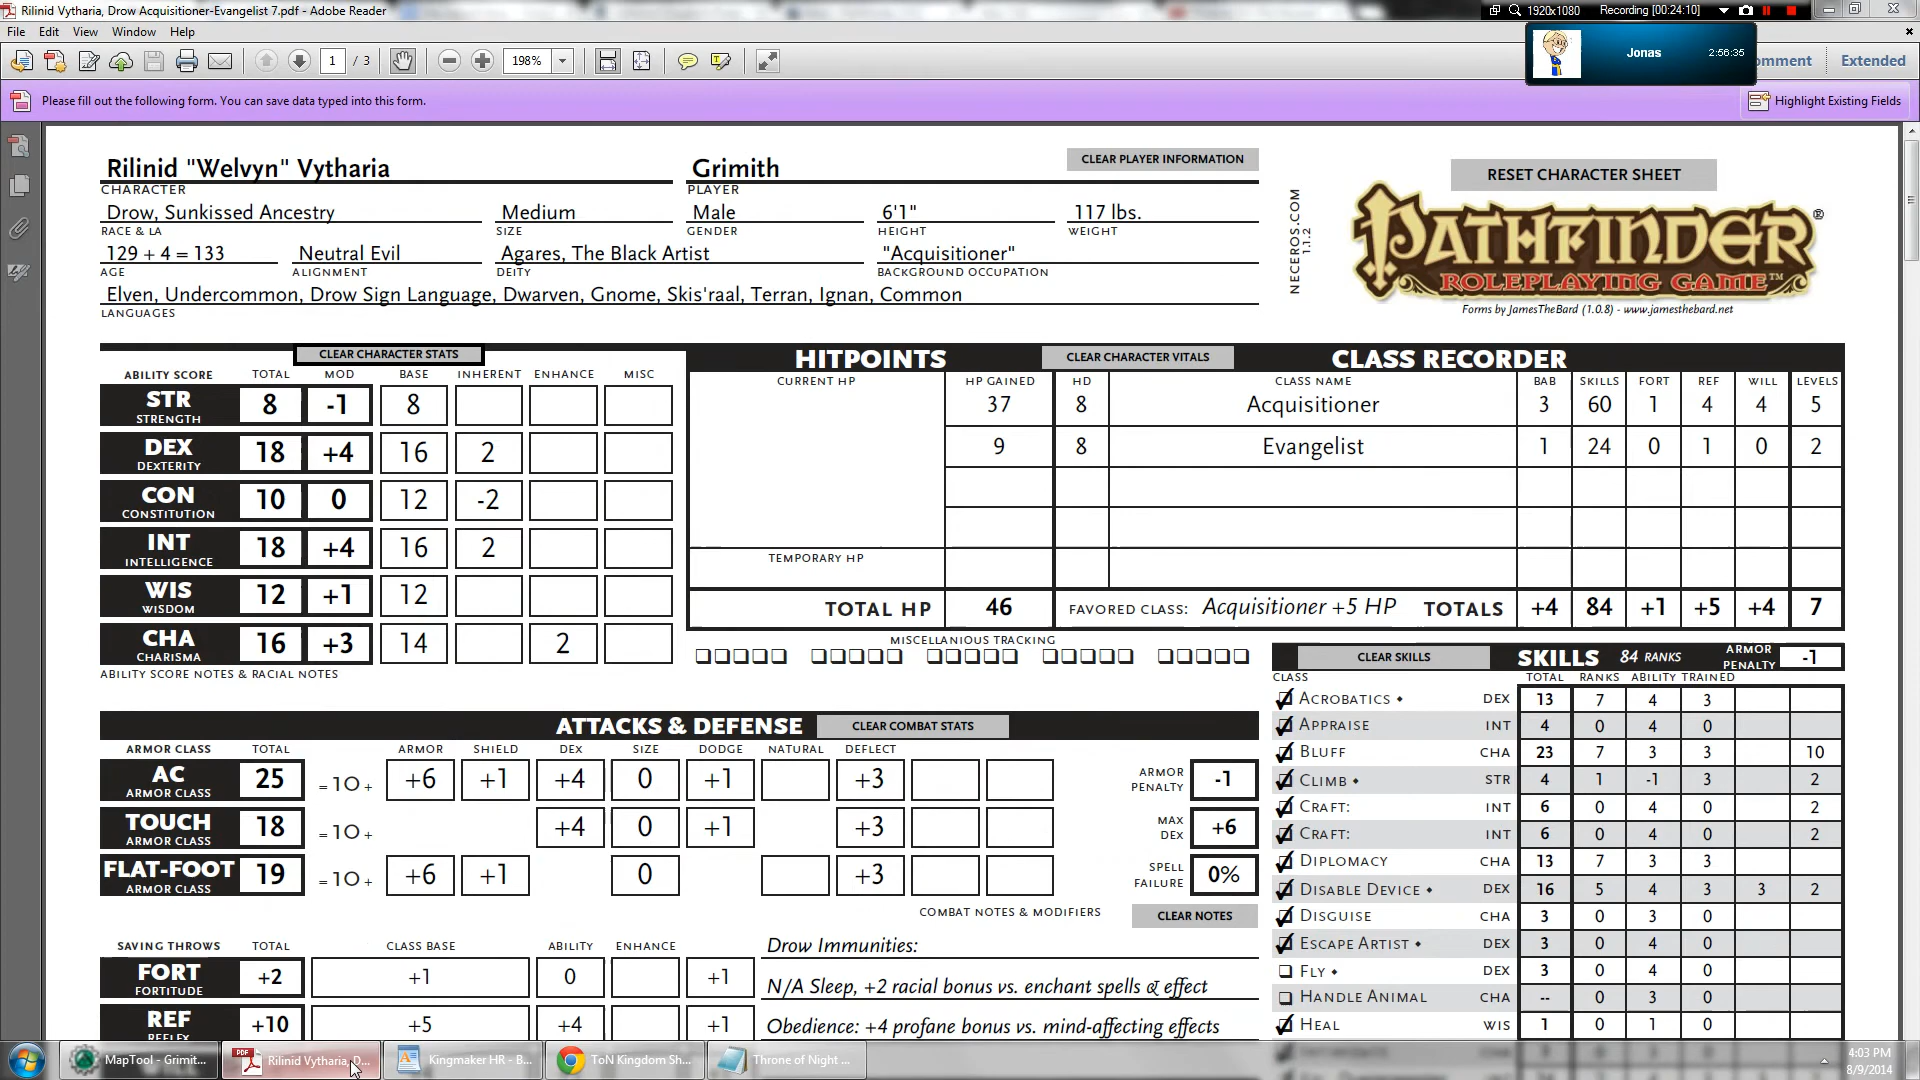 Rilinid Vytharia, Drow Acquisitioner-Evangelist 7.pdf - Adobe Reader
1920x1080 Recording [00:24:10]
File Edit View Window Help
1 / 3 198%
Jonas 2:56:35
omment Extended
Please fill out the following form. You can save data typed into this form.
Highlight Existing Fields
Rilinid "Welvyn" Vytharia Grimith CLEAR PLAYER INFORMATION
CHARACTER PLAYER
RESET CHARACTER SHEET
Drow, Sunkissed Ancestry Medium Male 6'1" 117 lbs.
RACE & LA SIZE GENDER HEIGHT WEIGHT
129 + 4 = 133 Neutral Evil Agares, The Black Artist "Acquisitioner"
AGE ALIGNMENT DEITY BACKGROUND OCCUPATION
Elven, Undercommon, Drow Sign Language, Dwarven, Gnome, Skis'raal, Terran, Ignan, Common
LANGUAGES
NECEROS.COM
1.1.2
PATHFINDER®
ROLEPLAYING GAME™
Forms by JamesTheBard (1.0.8) - www.jamesthebard.net
CLEAR CHARACTER STATS
ABILITY SCORE TOTAL MOD BASE INHERENT ENHANCE MISC
STR 8 -1 8
STRENGTH
DEX 18 +4 16 2
DEXTERITY
CON 10 0 12 -2
CONSTITUTION
INT 18 +4 16 2
INTELLIGENCE
WIS 12 +1 12
WISDOM
CHA 16 +3 14 2
CHARISMA
ABILITY SCORE NOTES & RACIAL NOTES
HITPOINTS CLEAR CHARACTER VITALS CLASS RECORDER
CURRENT HP HP GAINED HD CLASS NAME BAB SKILLS FORT REF WILL LEVELS
37 8 Acquisitioner 3 60 1 4 4 5
9 8 Evangelist 1 24 0 1 0 2
TEMPORARY HP
TOTAL HP 46 FAVORED CLASS: Acquisitioner +5 HP TOTALS +4 84 +1 +5 +4 7
MISCELLANIOUS TRACKING
ATTACKS & DEFENSE CLEAR COMBAT STATS
ARMOR CLASS TOTAL ARMOR SHIELD DEX SIZE DODGE NATURAL DEFLECT
AC 25 =10+ +6 +1 +4 0 +1 +3
ARMOR CLASS
TOUCH 18 =10+ +4 0 +1 +3
ARMOR CLASS
FLAT-FOOT 19 =10+ +6 +1 0 +3
ARMOR CLASS
ARMOR PENALTY -1
MAX DEX +6
SPELL FAILURE 0%
COMBAT NOTES & MODIFIERS CLEAR NOTES
SAVING THROWS TOTAL CLASS BASE ABILITY ENHANCE
FORT +2 +1 0 +1
FORTITUDE
REF +10 +5 +4 +1
REFLEX
Drow Immunities:
N/A Sleep, +2 racial bonus vs. enchant spells & effect
Obedience: +4 profane bonus vs. mind-affecting effects
CLEAR SKILLS SKILLS 84 RANKS ARMOR PENALTY -1
CLASS TOTAL RANKS ABILITY TRAINED
ACROBATICS DEX 13 7 4 3
APPRAISE INT 4 0 4 0
BLUFF CHA 23 7 3 3 10
CLIMB STR 4 1 -1 3 2
CRAFT: INT 6 0 4 0 2
CRAFT: INT 6 0 4 0 2
DIPLOMACY CHA 13 7 3 3
DISABLE DEVICE DEX 16 5 4 3 3 2
DISGUISE CHA 3 0 3 0
ESCAPE ARTIST DEX 3 0 4 0
FLY DEX 3 0 4 0
HANDLE ANIMAL CHA -- 0 3 0
HEAL WIS 1 0 1 0
MapTool - Grimit... Rilinid Vytharia, D... Kingmaker HR - B... ToN Kingdom Sh... Throne of Night ...
4:03 PM
8/9/2014